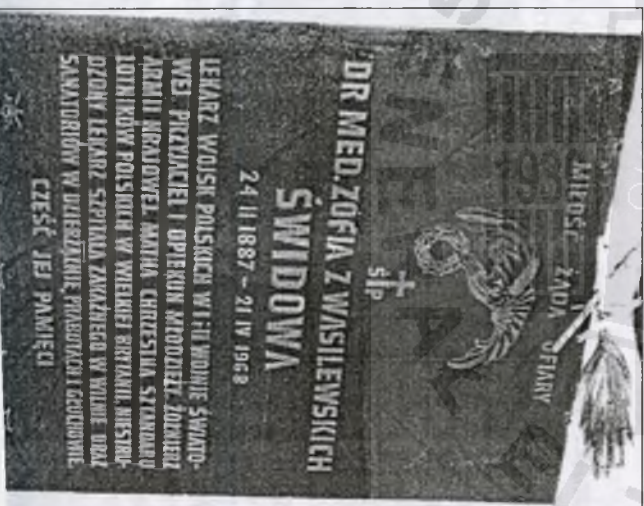 MIŁOŚĆ ŻĄDA OFIARY
ŚP
DR MED. ZOFIA Z WASILEWSKICH
ŚWIDOWA
24 II 1887 - 21 IV 1968
LEKARZ WOJSK POLSKICH W I i II WOJNIE ŚWIATO-
WEJ PRZYJACIEL I OPIEKUN MŁODZIEŻY, ŻOŁNIERZ
ARMII KRAJOWEJ, MATKA CHRZESTNA SZTANDARU
LOTNIKÓW POLSKICH W WIELKIEJ BRYTANII, NIESTRU-
DZONY LEKARZ SZPITALA ZAKAŹNEGO W WILNIE ORAZ
SANATORIÓW W DZIERŻĄŻNIE, PRABUTACH I GŁUCHOWIE
CZEŚĆ JEJ PAMIĘCI